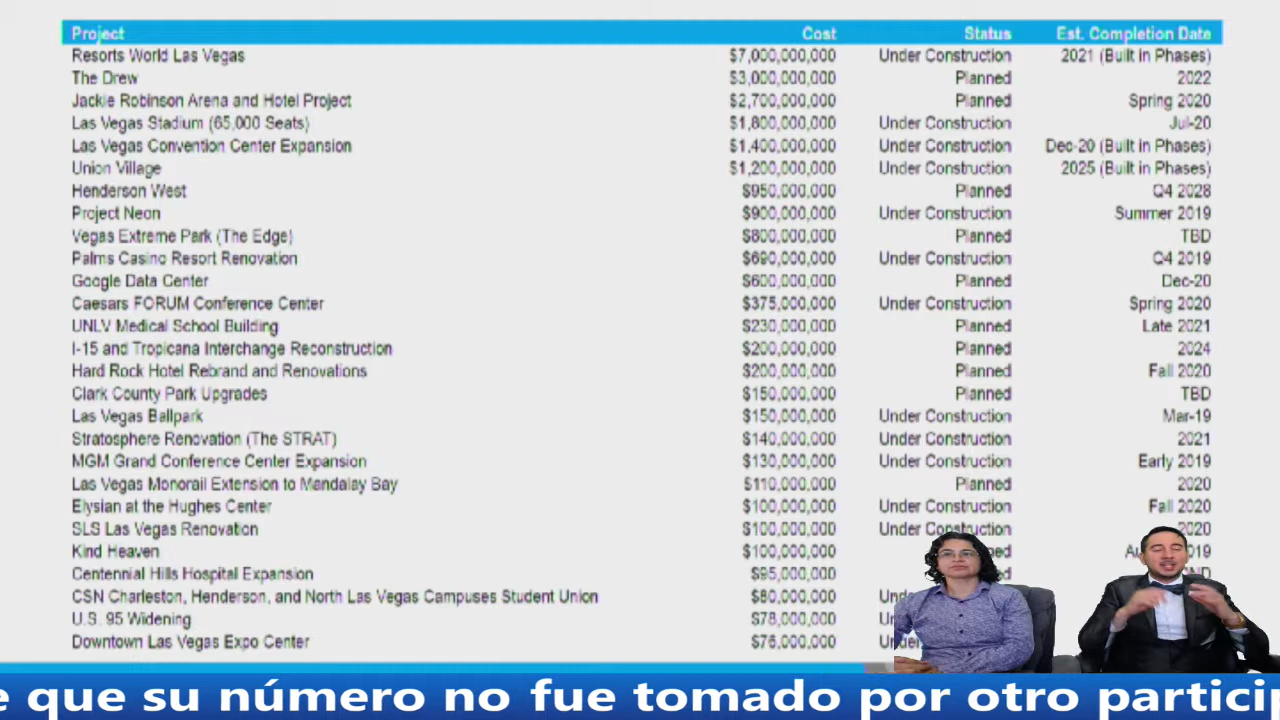 Project Cost Status Est. Completion Date
Resorts World Las Vegas $7,000,000,000 Under Construction 2021 (Built in Phases)
The Drew $3,000,000,000 Planned 2022
Jackie Robinson Arena and Hotel Project $2,700,000,000 Planned Spring 2020
Las Vegas Stadium (65,000 Seats) $1,800,000,000 Under Construction Jul-20
Las Vegas Convention Center Expansion $1,400,000,000 Under Construction Dec-20 (Built in Phases)
Union Village $1,200,000,000 Under Construction 2025 (Built in Phases)
Henderson West $950,000,000 Planned Q4 2028
Project Neon $900,000,000 Under Construction Summer 2019
Vegas Extreme Park (The Edge) $800,000,000 Planned TBD
Palms Casino Resort Renovation $690,000,000 Under Construction Q4 2019
Google Data Center $600,000,000 Planned Dec-20
Caesars FORUM Conference Center $375,000,000 Under Construction Spring 2020
UNLV Medical School Building $230,000,000 Planned Late 2021
I-15 and Tropicana Interchange Reconstruction $200,000,000 Planned 2024
Hard Rock Hotel Rebrand and Renovations $200,000,000 Planned Fall 2020
Clark County Park Upgrades $150,000,000 Planned TBD
Las Vegas Ballpark $150,000,000 Under Construction Mar-19
Stratosphere Renovation (The STRAT) $140,000,000 Under Construction 2021
MGM Grand Conference Center Expansion $130,000,000 Under Construction Early 2019
Las Vegas Monorail Extension to Mandalay Bay $110,000,000 Planned 2020
Elysian at the Hughes Center $100,000,000 Under Construction Fall 2020
SLS Las Vegas Renovation $100,000,000 Under Construction 2020
Kind Heaven $100,000,000
Centennial Hills Hospital Expansion $95,000,000
CSN Charleston, Henderson, and North Las Vegas Campuses Student Union $80,000,000
U.S. 95 Widening $78,000,000
Downtown Las Vegas Expo Center $76,000,000
e que su número no fue tomado por otro particip